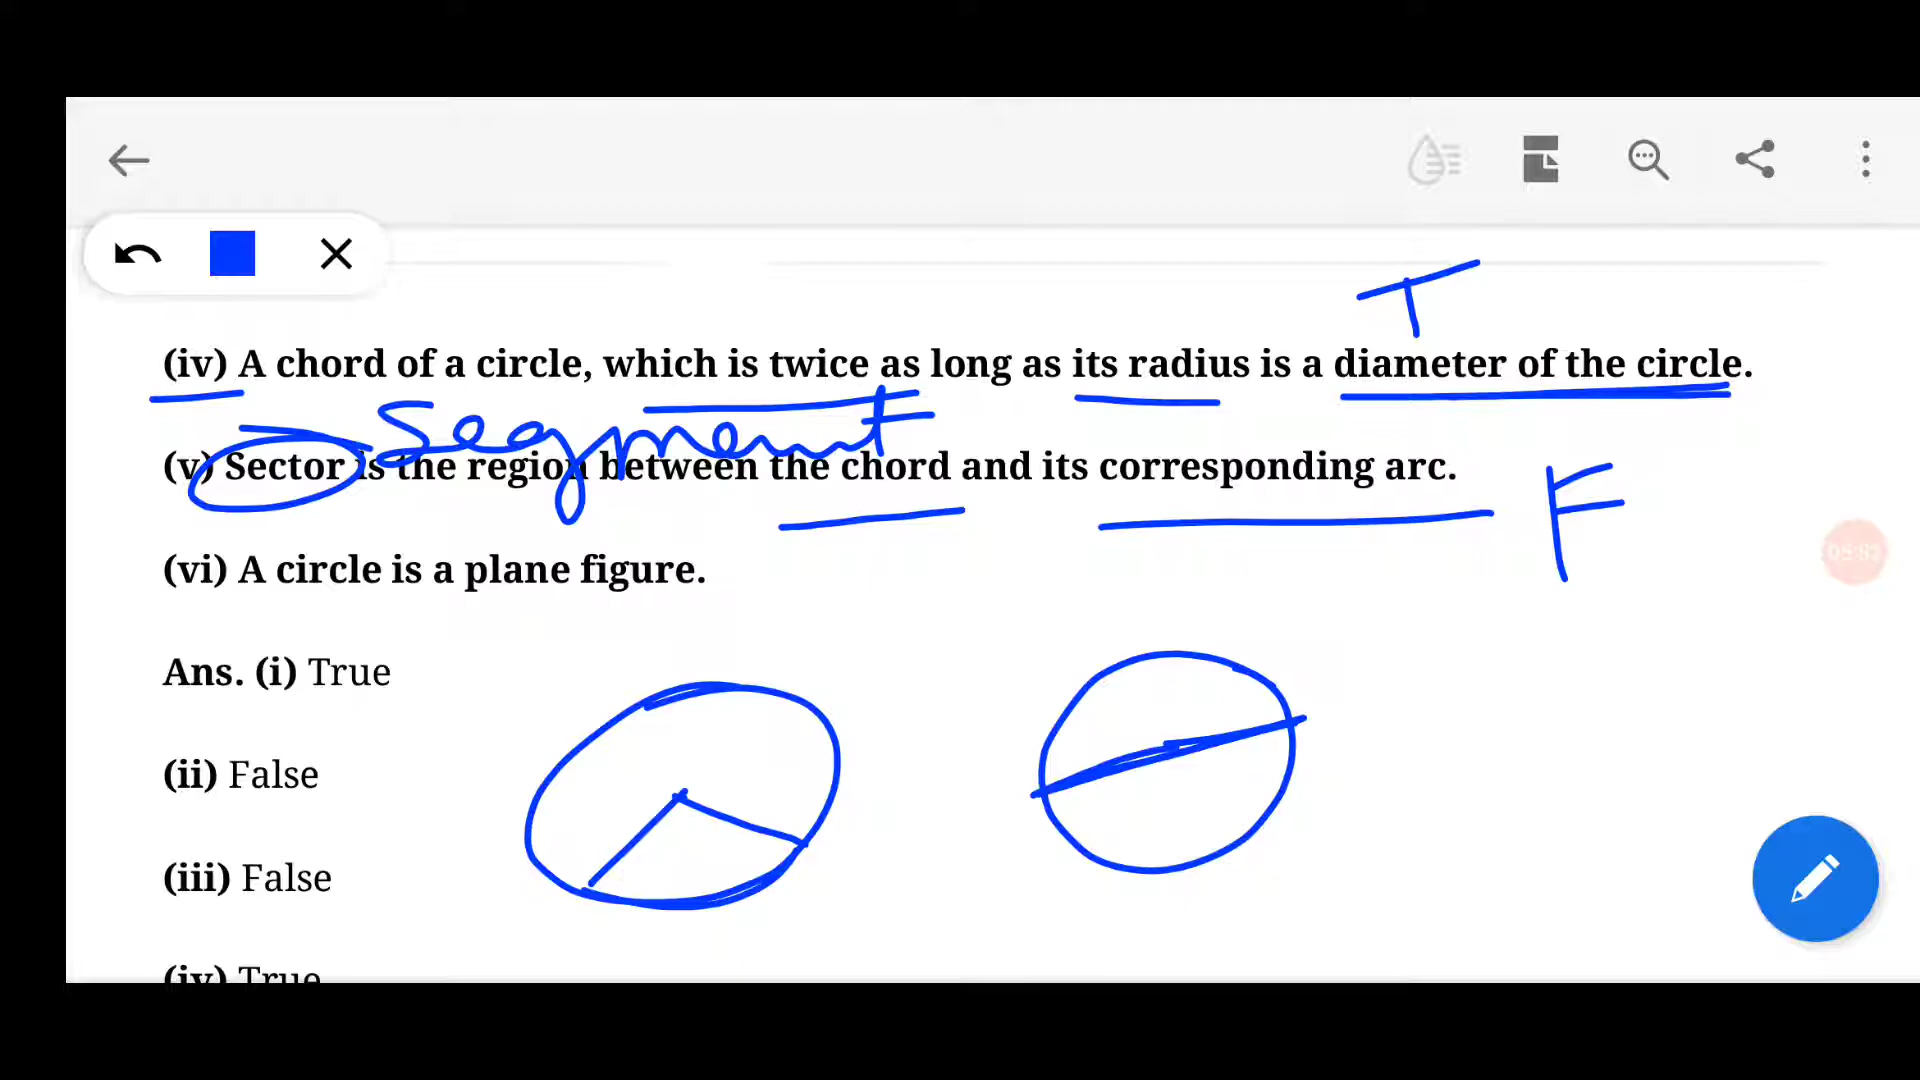 T
(iv) A chord of a circle, which is twice as long as its radius is a diameter of the circle.
Segment
(v) Sector is the region between the chord and its corresponding arc.
F
(vi) A circle is a plane figure.
Ans. (i) True
(ii) False
(iii) False
(iv) True